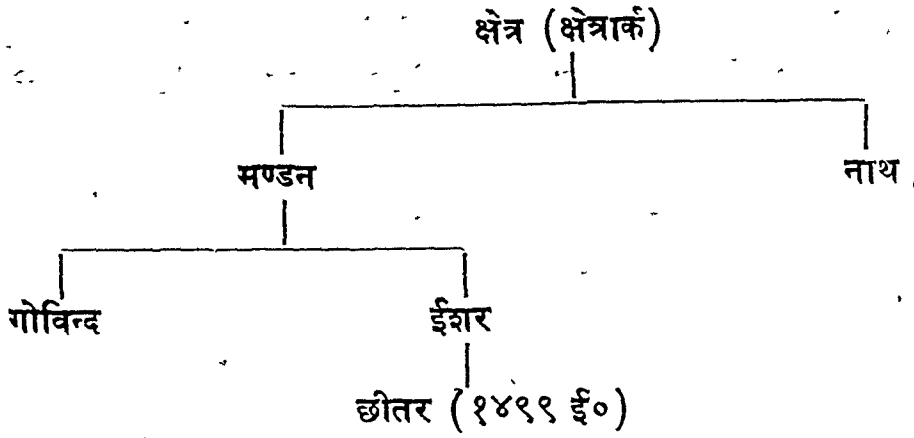 क्षेत्र (क्षेत्रार्क)
मण्डन नाथ
गोविन्द ईशर
छीतर (१४९९ ई०)